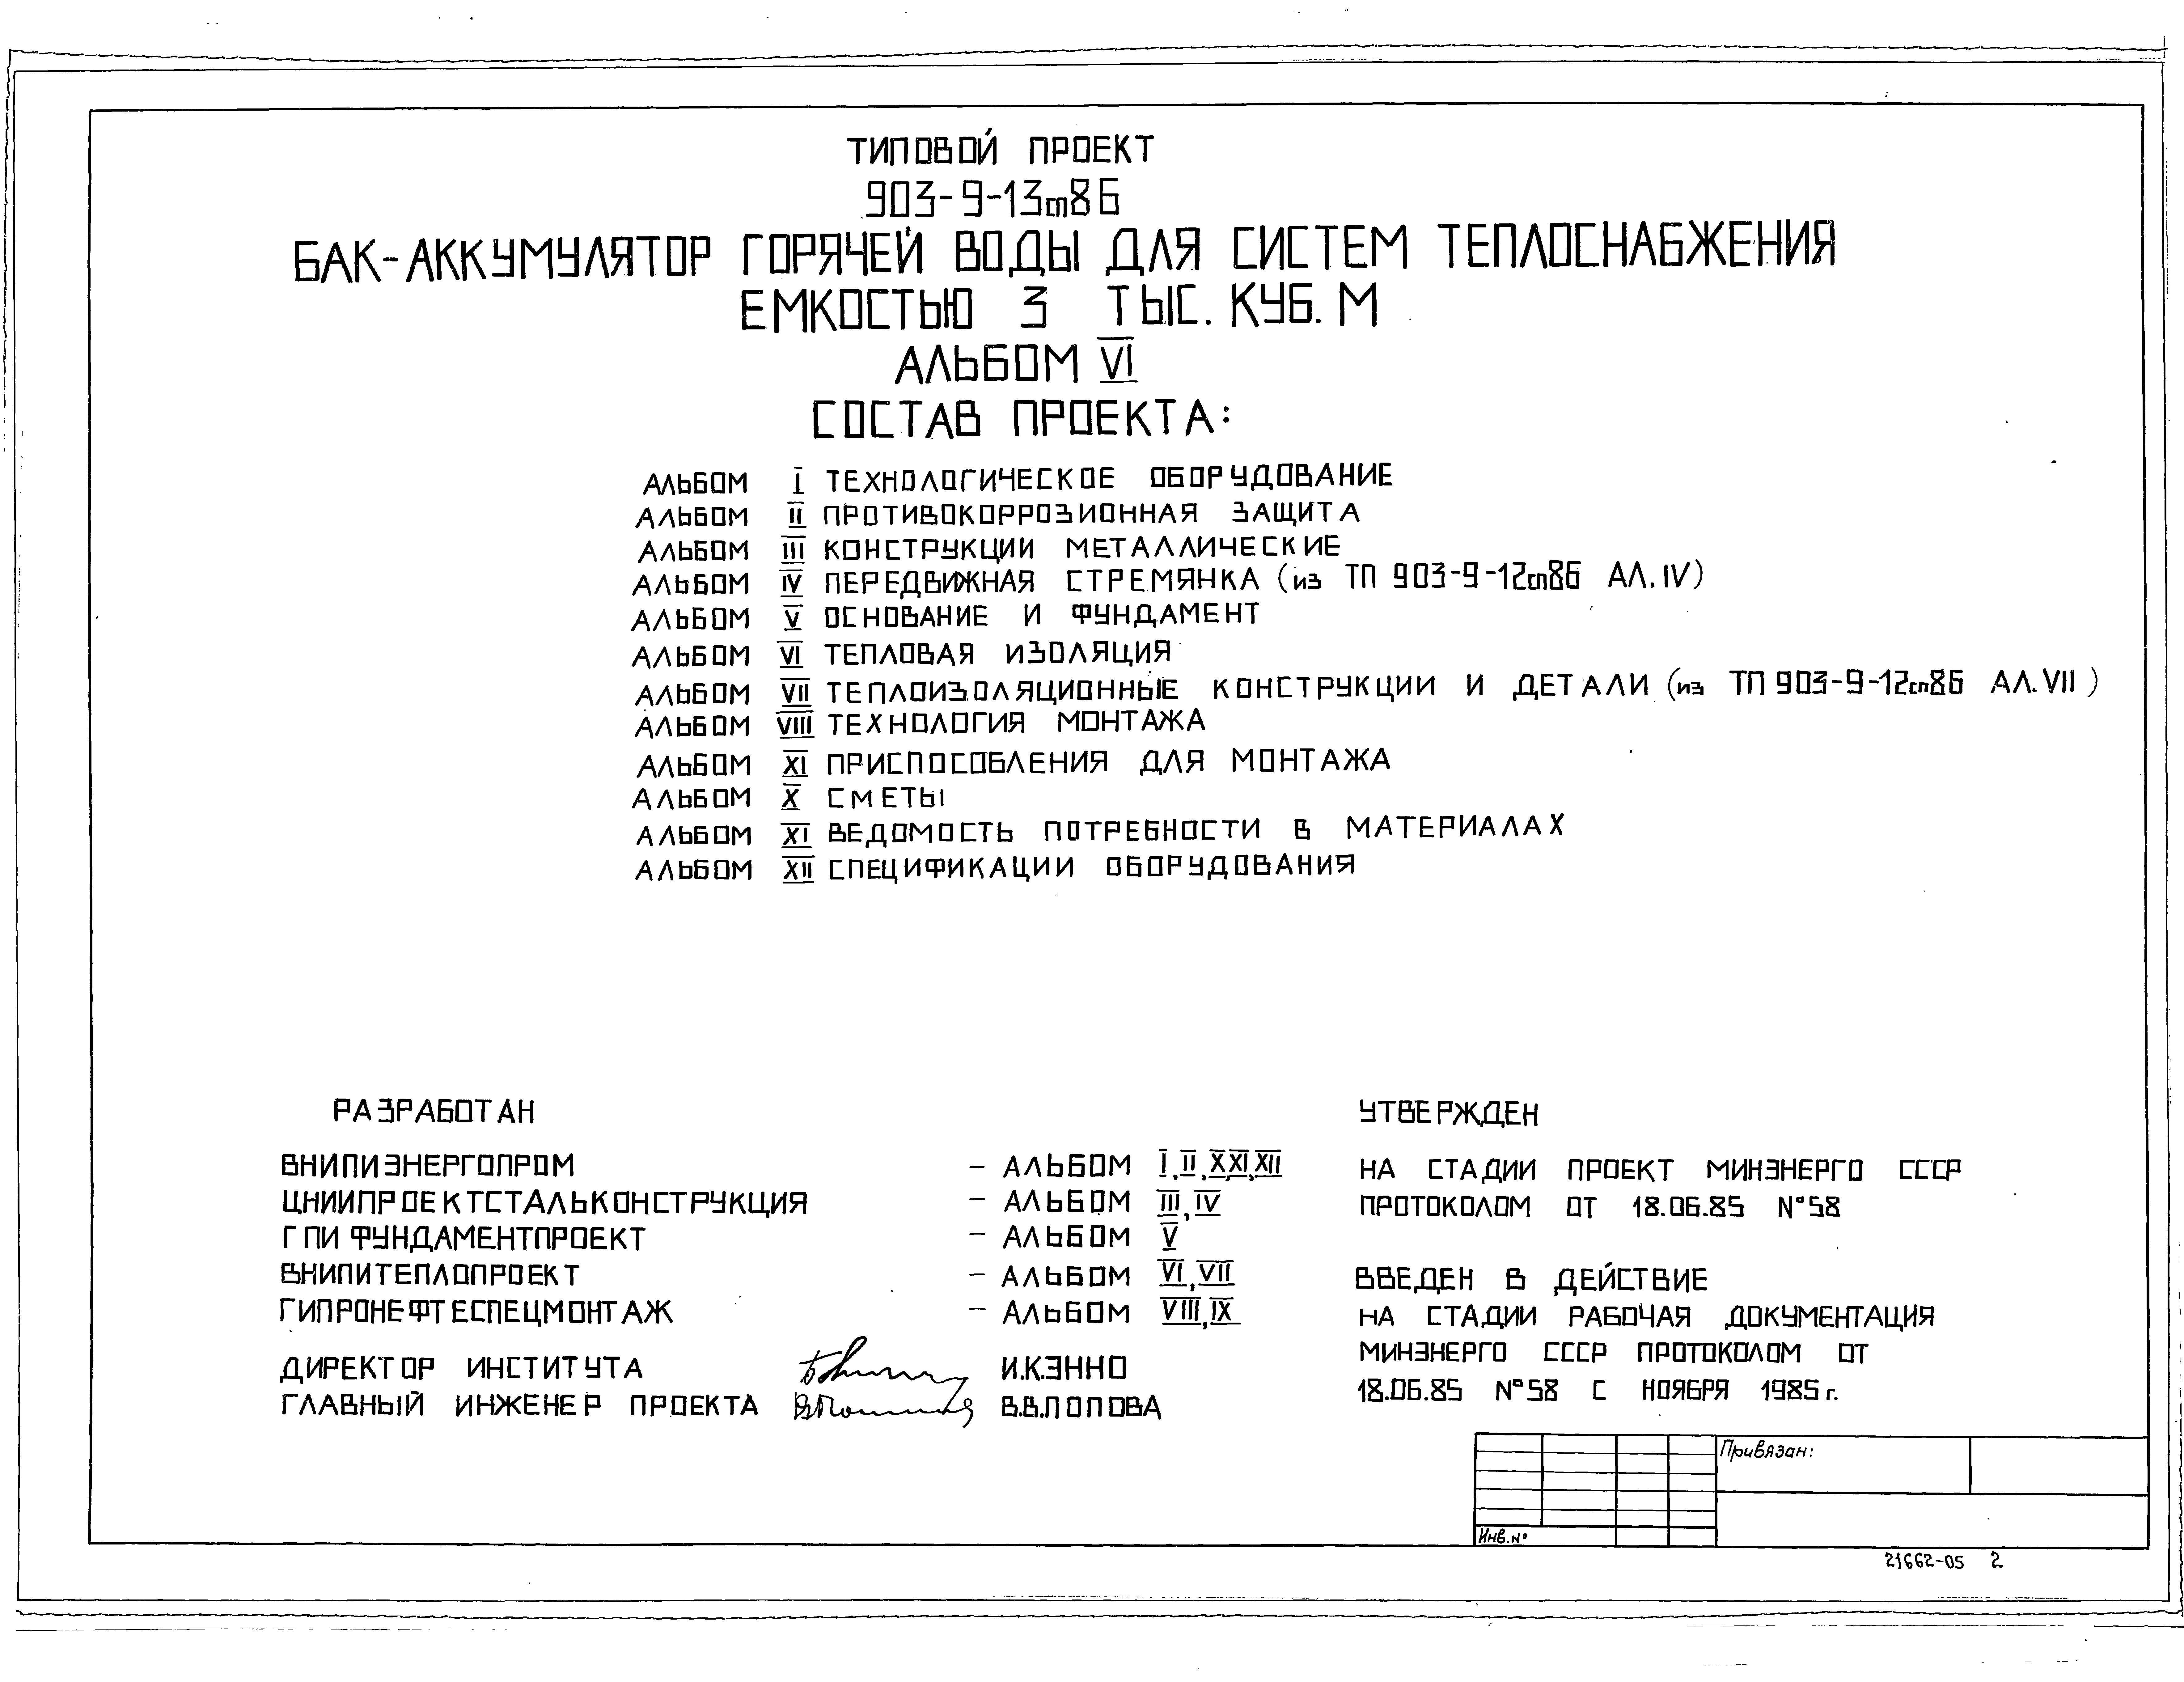 ТИПОВОЙ ПРОЕКТ
903-9-13сп86
БАК-АККУМУЛЯТОР ГОРЯЧЕЙ ВОДЫ ДЛЯ СИСТЕМ ТЕПЛОСНАБЖЕНИЯ
ЕМКОСТЬЮ 3 ТЫС. КУБ. М
АЛЬБОМ VI
СОСТАВ ПРОЕКТА:
АЛЬБОМ I ТЕХНОЛОГИЧЕСКОЕ ОБОРУДОВАНИЕ
АЛЬБОМ II ПРОТИВОКОРРОЗИОННАЯ ЗАЩИТА
АЛЬБОМ III КОНСТРУКЦИИ МЕТАЛЛИЧЕСКИЕ
АЛЬБОМ IV ПЕРЕДВИЖНАЯ СТРЕМЯНКА (из ТП 903-9-12сп86 АЛ. IV)
АЛЬБОМ V ОСНОВАНИЕ И ФУНДАМЕНТ
АЛЬБОМ VI ТЕПЛОВАЯ ИЗОЛЯЦИЯ
АЛЬБОМ VII ТЕПЛОИЗОЛЯЦИОННЫЕ КОНСТРУКЦИИ И ДЕТАЛИ (из ТП 903-9-12сп86 АЛ. VII)
АЛЬБОМ VIII ТЕХНОЛОГИЯ МОНТАЖА
АЛЬБОМ XI ПРИСПОСОБЛЕНИЯ ДЛЯ МОНТАЖА
АЛЬБОМ X СМЕТЫ
АЛЬБОМ XI ВЕДОМОСТЬ ПОТРЕБНОСТИ В МАТЕРИАЛАХ
АЛЬБОМ XII СПЕЦИФИКАЦИИ ОБОРУДОВАНИЯ
РАЗРАБОТАН
ВНИПИЭНЕРГОПРОМ - АЛЬБОМ I, II, X, XI, XII
ЦНИИПРОЕКТСТАЛЬКОНСТРУКЦИЯ - АЛЬБОМ III, IV
ГПИ ФУНДАМЕНТПРОЕКТ - АЛЬБОМ V
ВНИПИТЕПЛОПРОЕКТ - АЛЬБОМ VI, VII
ГИПРОНЕФТЕСПЕЦМОНТАЖ - АЛЬБОМ VIII, IX
ДИРЕКТОР ИНСТИТУТА И.К.ЭННО
ГЛАВНЫЙ ИНЖЕНЕР ПРОЕКТА В.В.ПОПОВА
УТВЕРЖДЕН
НА СТАДИИ ПРОЕКТ МИНЭНЕРГО СССР
ПРОТОКОЛОМ ОТ 18.06.85 №58
ВВЕДЕН В ДЕЙСТВИЕ
НА СТАДИИ РАБОЧАЯ ДОКУМЕНТАЦИЯ
МИНЭНЕРГО СССР ПРОТОКОЛОМ ОТ
18.06.85 №58 С НОЯБРЯ 1985г.
Привязан:
Инв.№
21662-05 2